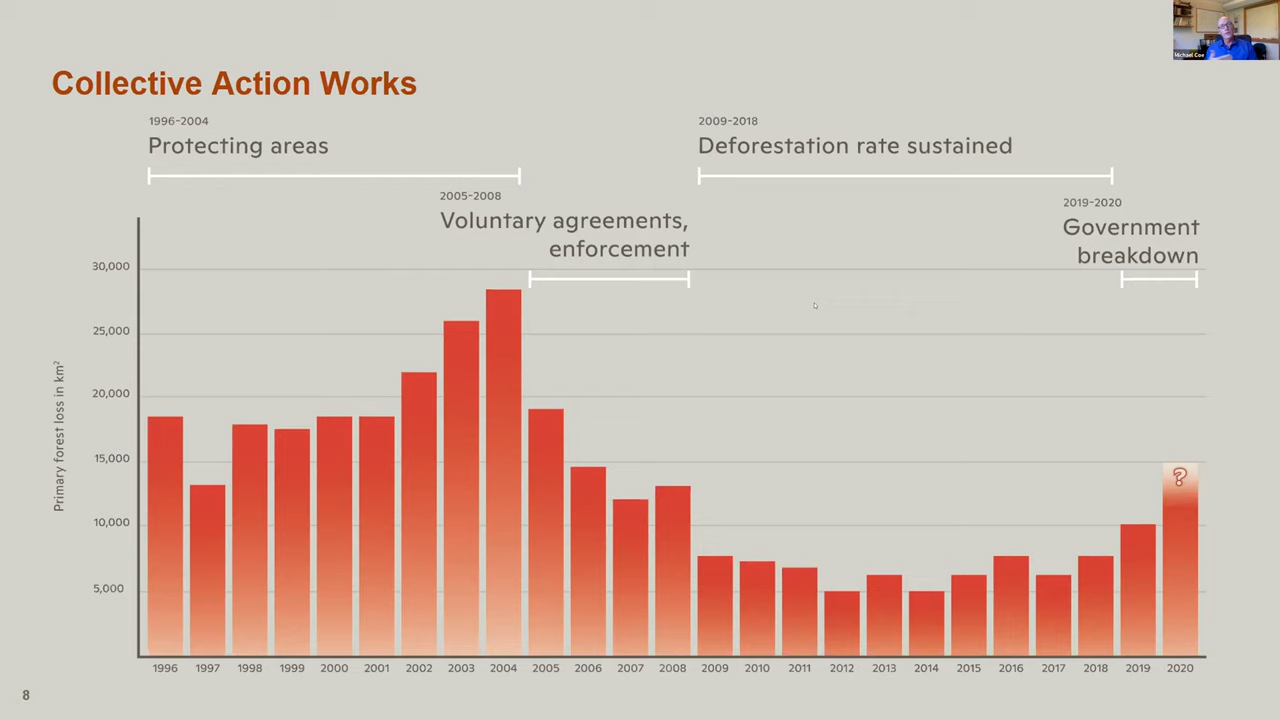 Michael Coe
Collective Action Works
1996-2004
Protecting areas
2009-2018
Deforestation rate sustained
2005-2008
Voluntary agreements,
enforcement
2019-2020
Government
breakdown
Primary forest loss in km²
30,000
25,000
20,000
15,000
10,000
5,000
?
1996 1997 1998 1999 2000 2001 2002 2003 2004 2005 2006 2007 2008 2009 2010 2011 2012 2013 2014 2015 2016 2017 2018 2019 2020
8